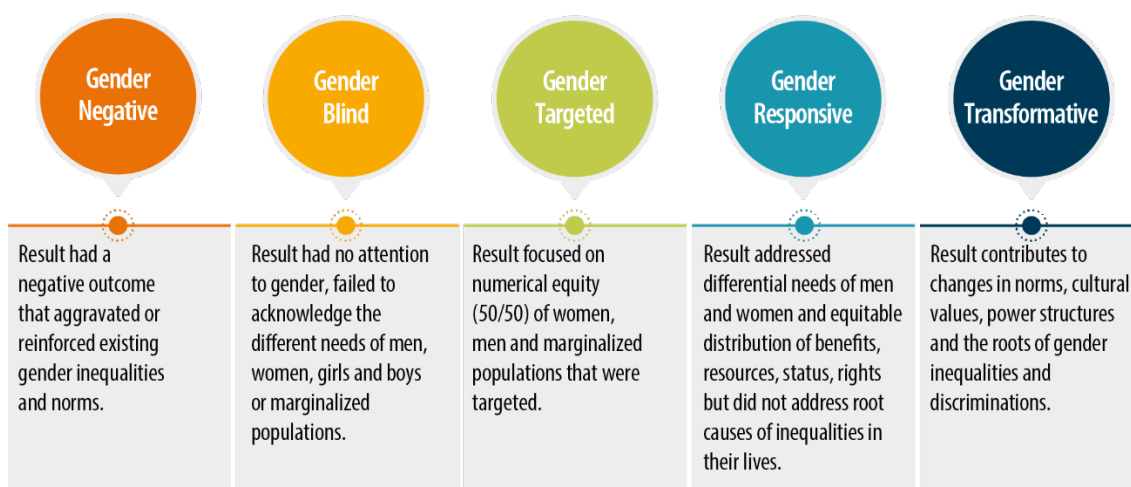 Gender
Negative
Gender
Blind
Gender
Targeted
Gender
Responsive
Gender
Transformative
Result had a
negative outcome
that aggravated or
reinforced existing
gender inequalities
and norms.
Result had no attention
to gender, failed to
acknowledge the
different needs of men,
women, girls and boys
or marginalized
populations.
Result focused on
numerical equity
(50/50) of women,
men and marginalized
populations that were
targeted.
Result addressed
differential needs of men
and women and equitable
distribution of benefits,
resources, status, rights
but did not address root
causes of inequalities in
their lives.
Result contributes to
changes in norms, cultural
values, power structures
and the roots of gender
inequalities and
discriminations.